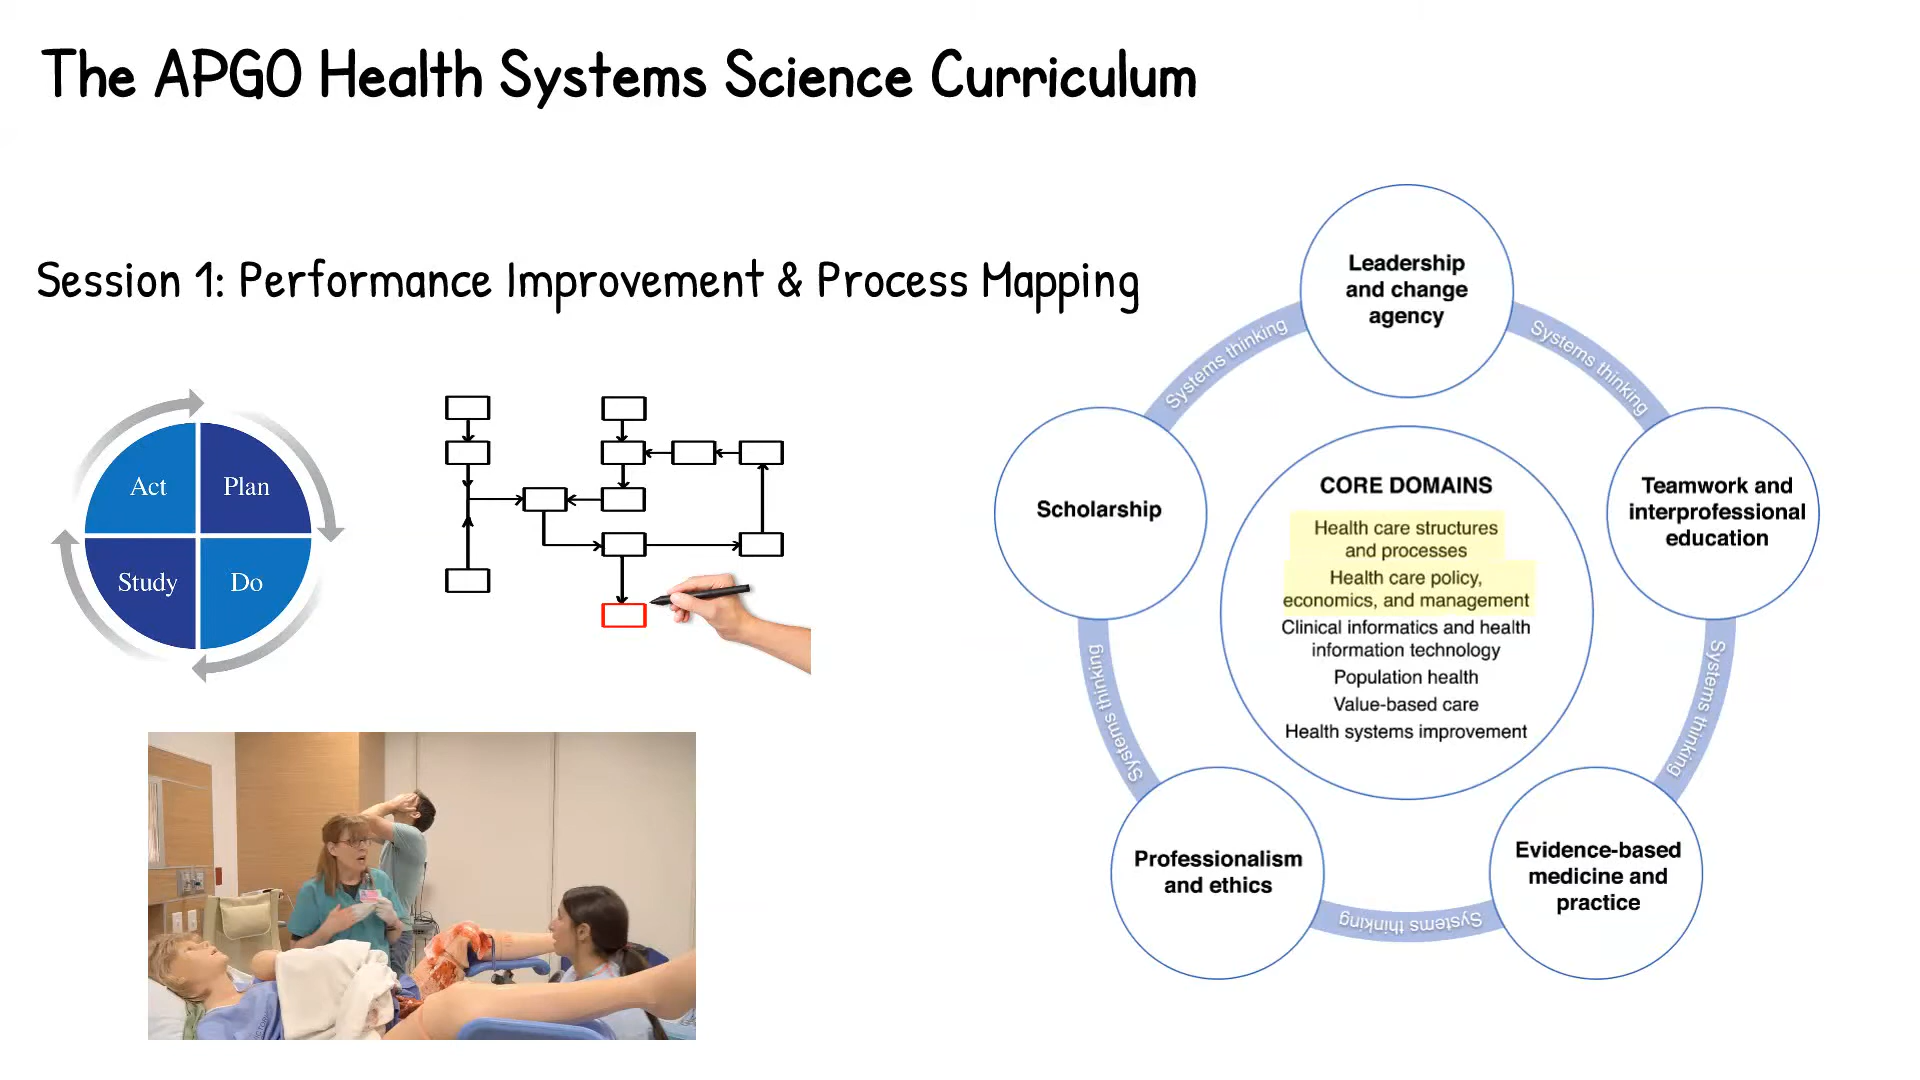 The APGO Health Systems Science Curriculum
Session 1: Performance Improvement & Process Mapping
Act
Plan
Study
Do
Leadership
and change
agency
Systems thinking
Systems thinking
Scholarship
Teamwork and
interprofessional
education
CORE DOMAINS
Health care structures
and processes
Health care policy,
economics, and management
Clinical informatics and health
information technology
Population health
Value-based care
Health systems improvement
Systems thinking
Systems thinking
Professionalism
and ethics
Evidence-based
medicine and
practice
Systems thinking